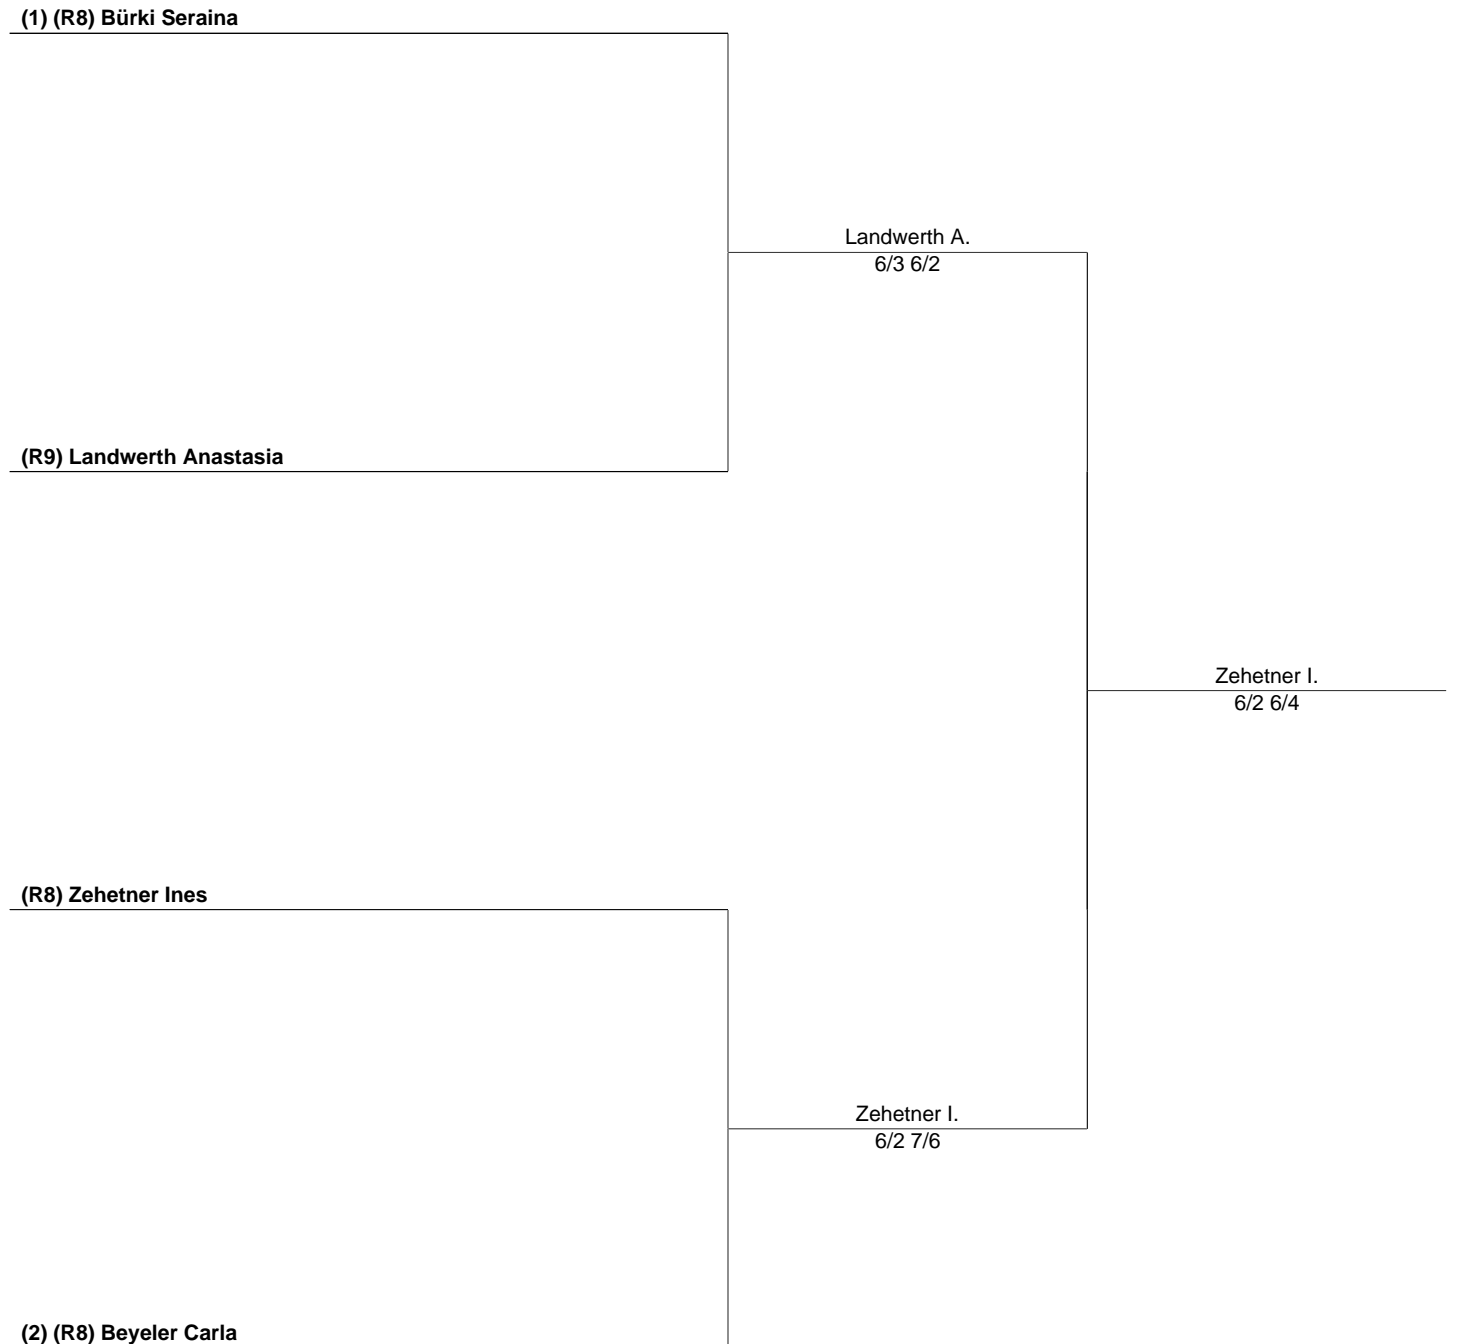 (1) (R8) Bürki Seraina
Landwerth A.
6/3 6/2
(R9) Landwerth Anastasia
Zehetner I.
6/2 6/4
(R8) Zehetner Ines
Zehetner I.
6/2 7/6
(2) (R8) Beyeler Carla